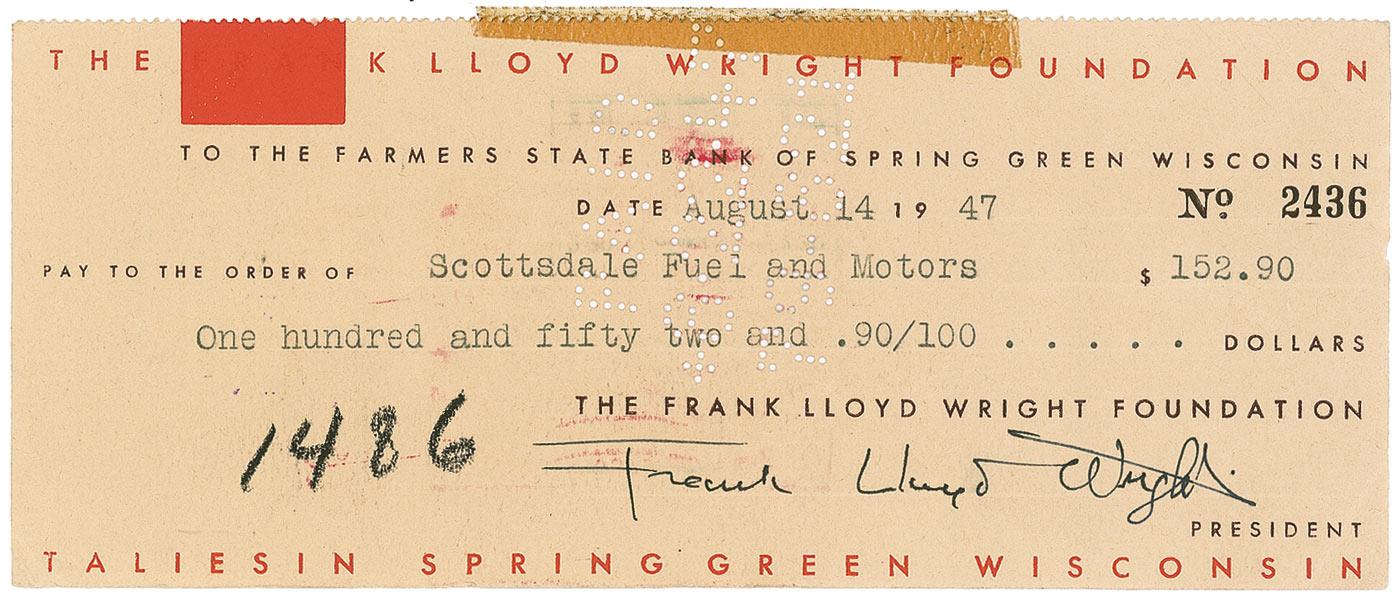 THE FRANK LLOYD WRIGHT FOUNDATION
TO THE FARMERS STATE BANK OF SPRING GREEN WISCONSIN
DATE August 14 19 47 Nº 2436
PAY TO THE ORDER OF Scottsdale Fuel and Motors $ 152.90
One hundred and fifty two and .90/100 . . . . . . DOLLARS
THE FRANK LLOYD WRIGHT FOUNDATION
1486
Frank Lloyd Wright
PRESIDENT
TALIESIN SPRING GREEN WISCONSIN